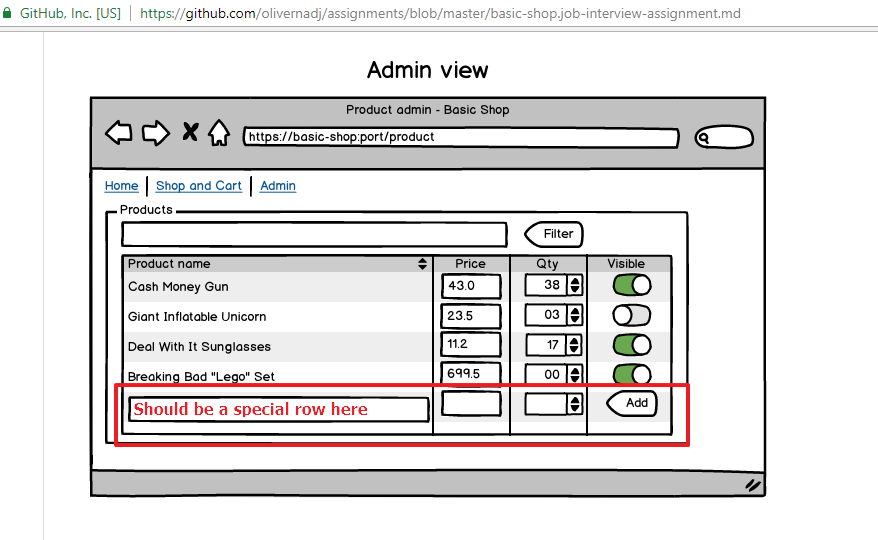 GitHub, Inc. [US] | https://github.com/olivernadj/assignments/blob/master/basic-shop.job-interview-assignment.md
Admin view
Product admin - Basic Shop
https://basic-shop:port/product
Home | Shop and Cart | Admin
Products
Filter
Product name Price Qty Visible
Cash Money Gun 43.0 38
Giant Inflatable Unicorn 23.5 03
Deal With It Sunglasses 11.2 17
Breaking Bad "Lego" Set 699.5 00
Should be a special row here Add